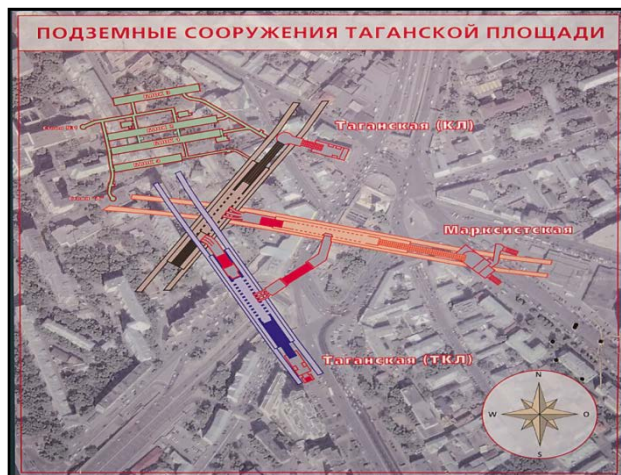 ПОДЗЕМНЫЕ СООРУЖЕНИЯ ТАГАНСКОЙ ПЛОЩАДИ
Таганская (КЛ)
Марксистская
Таганская (ТКЛ)
N
W
O
S